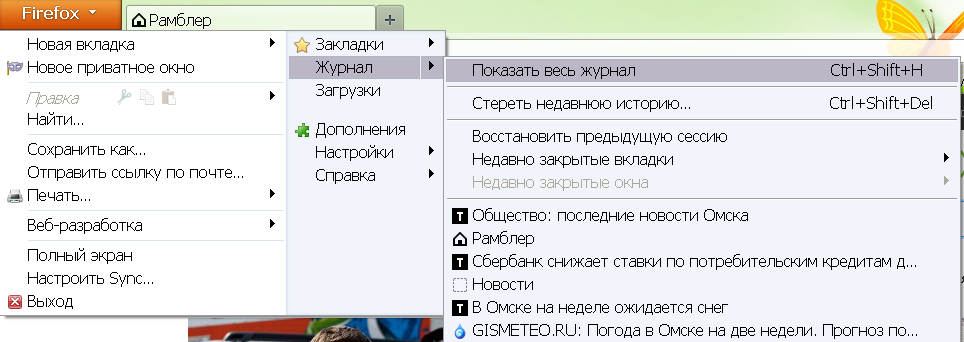 Firefox
Рамблер
Новая вкладка
Новое приватное окно
Правка
Найти...
Сохранить как...
Отправить ссылку по почте...
Печать...
Веб-разработка
Полный экран
Настроить Sync...
Выход
Закладки
Журнал
Загрузки
Дополнения
Настройки
Справка
Показать весь журнал Ctrl+Shift+H
Стереть недавнюю историю... Ctrl+Shift+Del
Восстановить предыдущую сессию
Недавно закрытые вкладки
Недавно закрытые окна
T Общество: последние новости Омска
Рамблер
T Сбербанк снижает ставки по потребительским кредитам д...
Новости
T В Омске на неделе ожидается снег
GISMETEO.RU: Погода в Омске на две недели. Прогноз по...